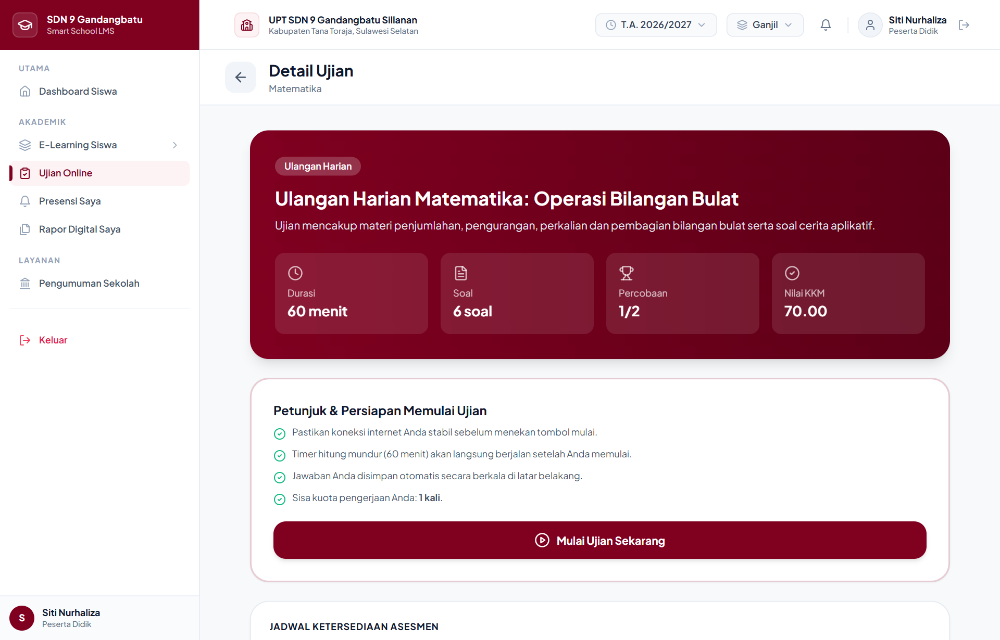 SDN 9 Gandangbatu
Smart School LMS
UTAMA
Dashboard Siswa
AKADEMIK
E-Learning Siswa
Ujian Online
Presensi Saya
Rapor Digital Saya
LAYANAN
Pengumuman Sekolah
Keluar
S
Siti Nurhaliza
Peserta Didik
UPT SDN 9 Gandangbatu Sillanan
Kabupaten Tana Toraja, Sulawesi Selatan
T.A. 2026/2027
Ganjil
Siti Nurhaliza
Peserta Didik
Detail Ujian
Matematika
Ulangan Harian
Ulangan Harian Matematika: Operasi Bilangan Bulat
Ujian mencakup materi penjumlahan, pengurangan, perkalian dan pembagian bilangan bulat serta soal cerita aplikatif.
Durasi
60 menit
Soal
6 soal
Percobaan
1/2
Nilai KKM
70.00
Petunjuk & Persiapan Memulai Ujian
Pastikan koneksi internet Anda stabil sebelum menekan tombol mulai.
Timer hitung mundur (60 menit) akan langsung berjalan setelah Anda memulai.
Jawaban Anda disimpan otomatis secara berkala di latar belakang.
Sisa kuota pengerjaan Anda: 1 kali.
Mulai Ujian Sekarang
JADWAL KETERSEDIAAN ASESMEN